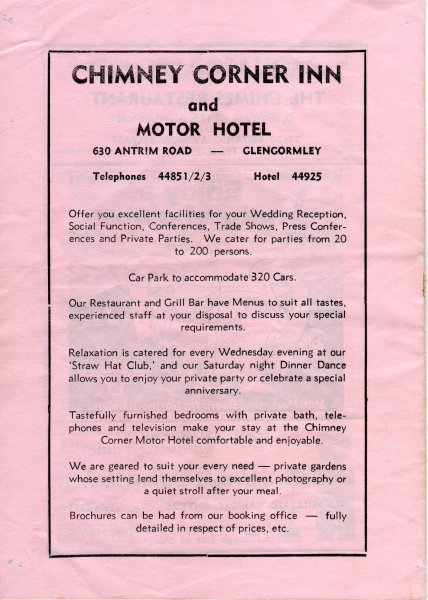 CHIMNEY CORNER INN
and
MOTOR HOTEL
630 ANTRIM ROAD — GLENGORMLEY
Telephones 44851/2/3 Hotel 44925
Offer you excellent facilities for your Wedding Reception,
Social Function, Conferences, Trade Shows, Press Confer-
ences and Private Parties. We cater for parties from 20
to 200 persons.
Car Park to accommodate 320 Cars.
Our Restaurant and Grill Bar have Menus to suit all tastes,
experienced staff at your disposal to discuss your special
requirements.
Relaxation is catered for every Wednesday evening at our
'Straw Hat Club,' and our Saturday night Dinner Dance
allows you to enjoy your private party or celebrate a special
anniversary.
Tastefully furnished bedrooms with private bath, tele-
phones and television make your stay at the Chimney
Corner Motor Hotel comfortable and enjoyable.
We are geared to suit your every need — private gardens
whose setting lend themselves to excellent photography or
a quiet stroll after your meal.
Brochures can be had from our booking office — fully
detailed in respect of prices, etc.